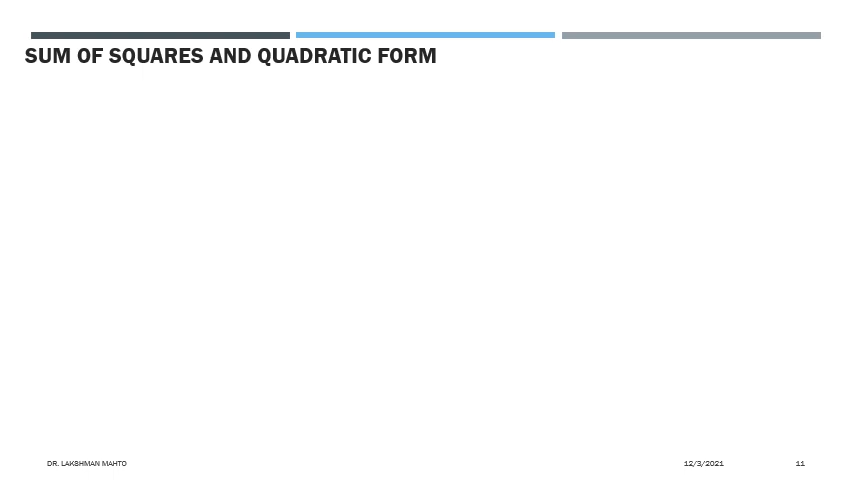 SUM OF SQUARES AND QUADRATIC FORM
DR. LAKSHMAN MAHTO
12/3/2021
11